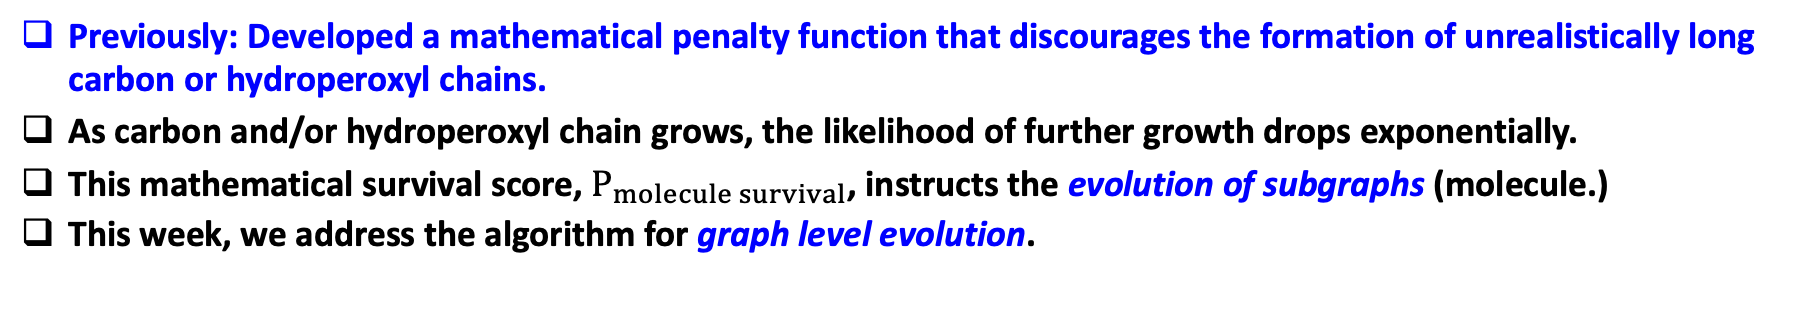 ❑ Previously: Developed a mathematical penalty function that discourages the formation of unrealistically long
carbon or hydroperoxyl chains.
❑ As carbon and/or hydroperoxyl chain grows, the likelihood of further growth drops exponentially.
❑ This mathematical survival score, P_molecule survival, instructs the evolution of subgraphs (molecule.)
❑ This week, we address the algorithm for graph level evolution.